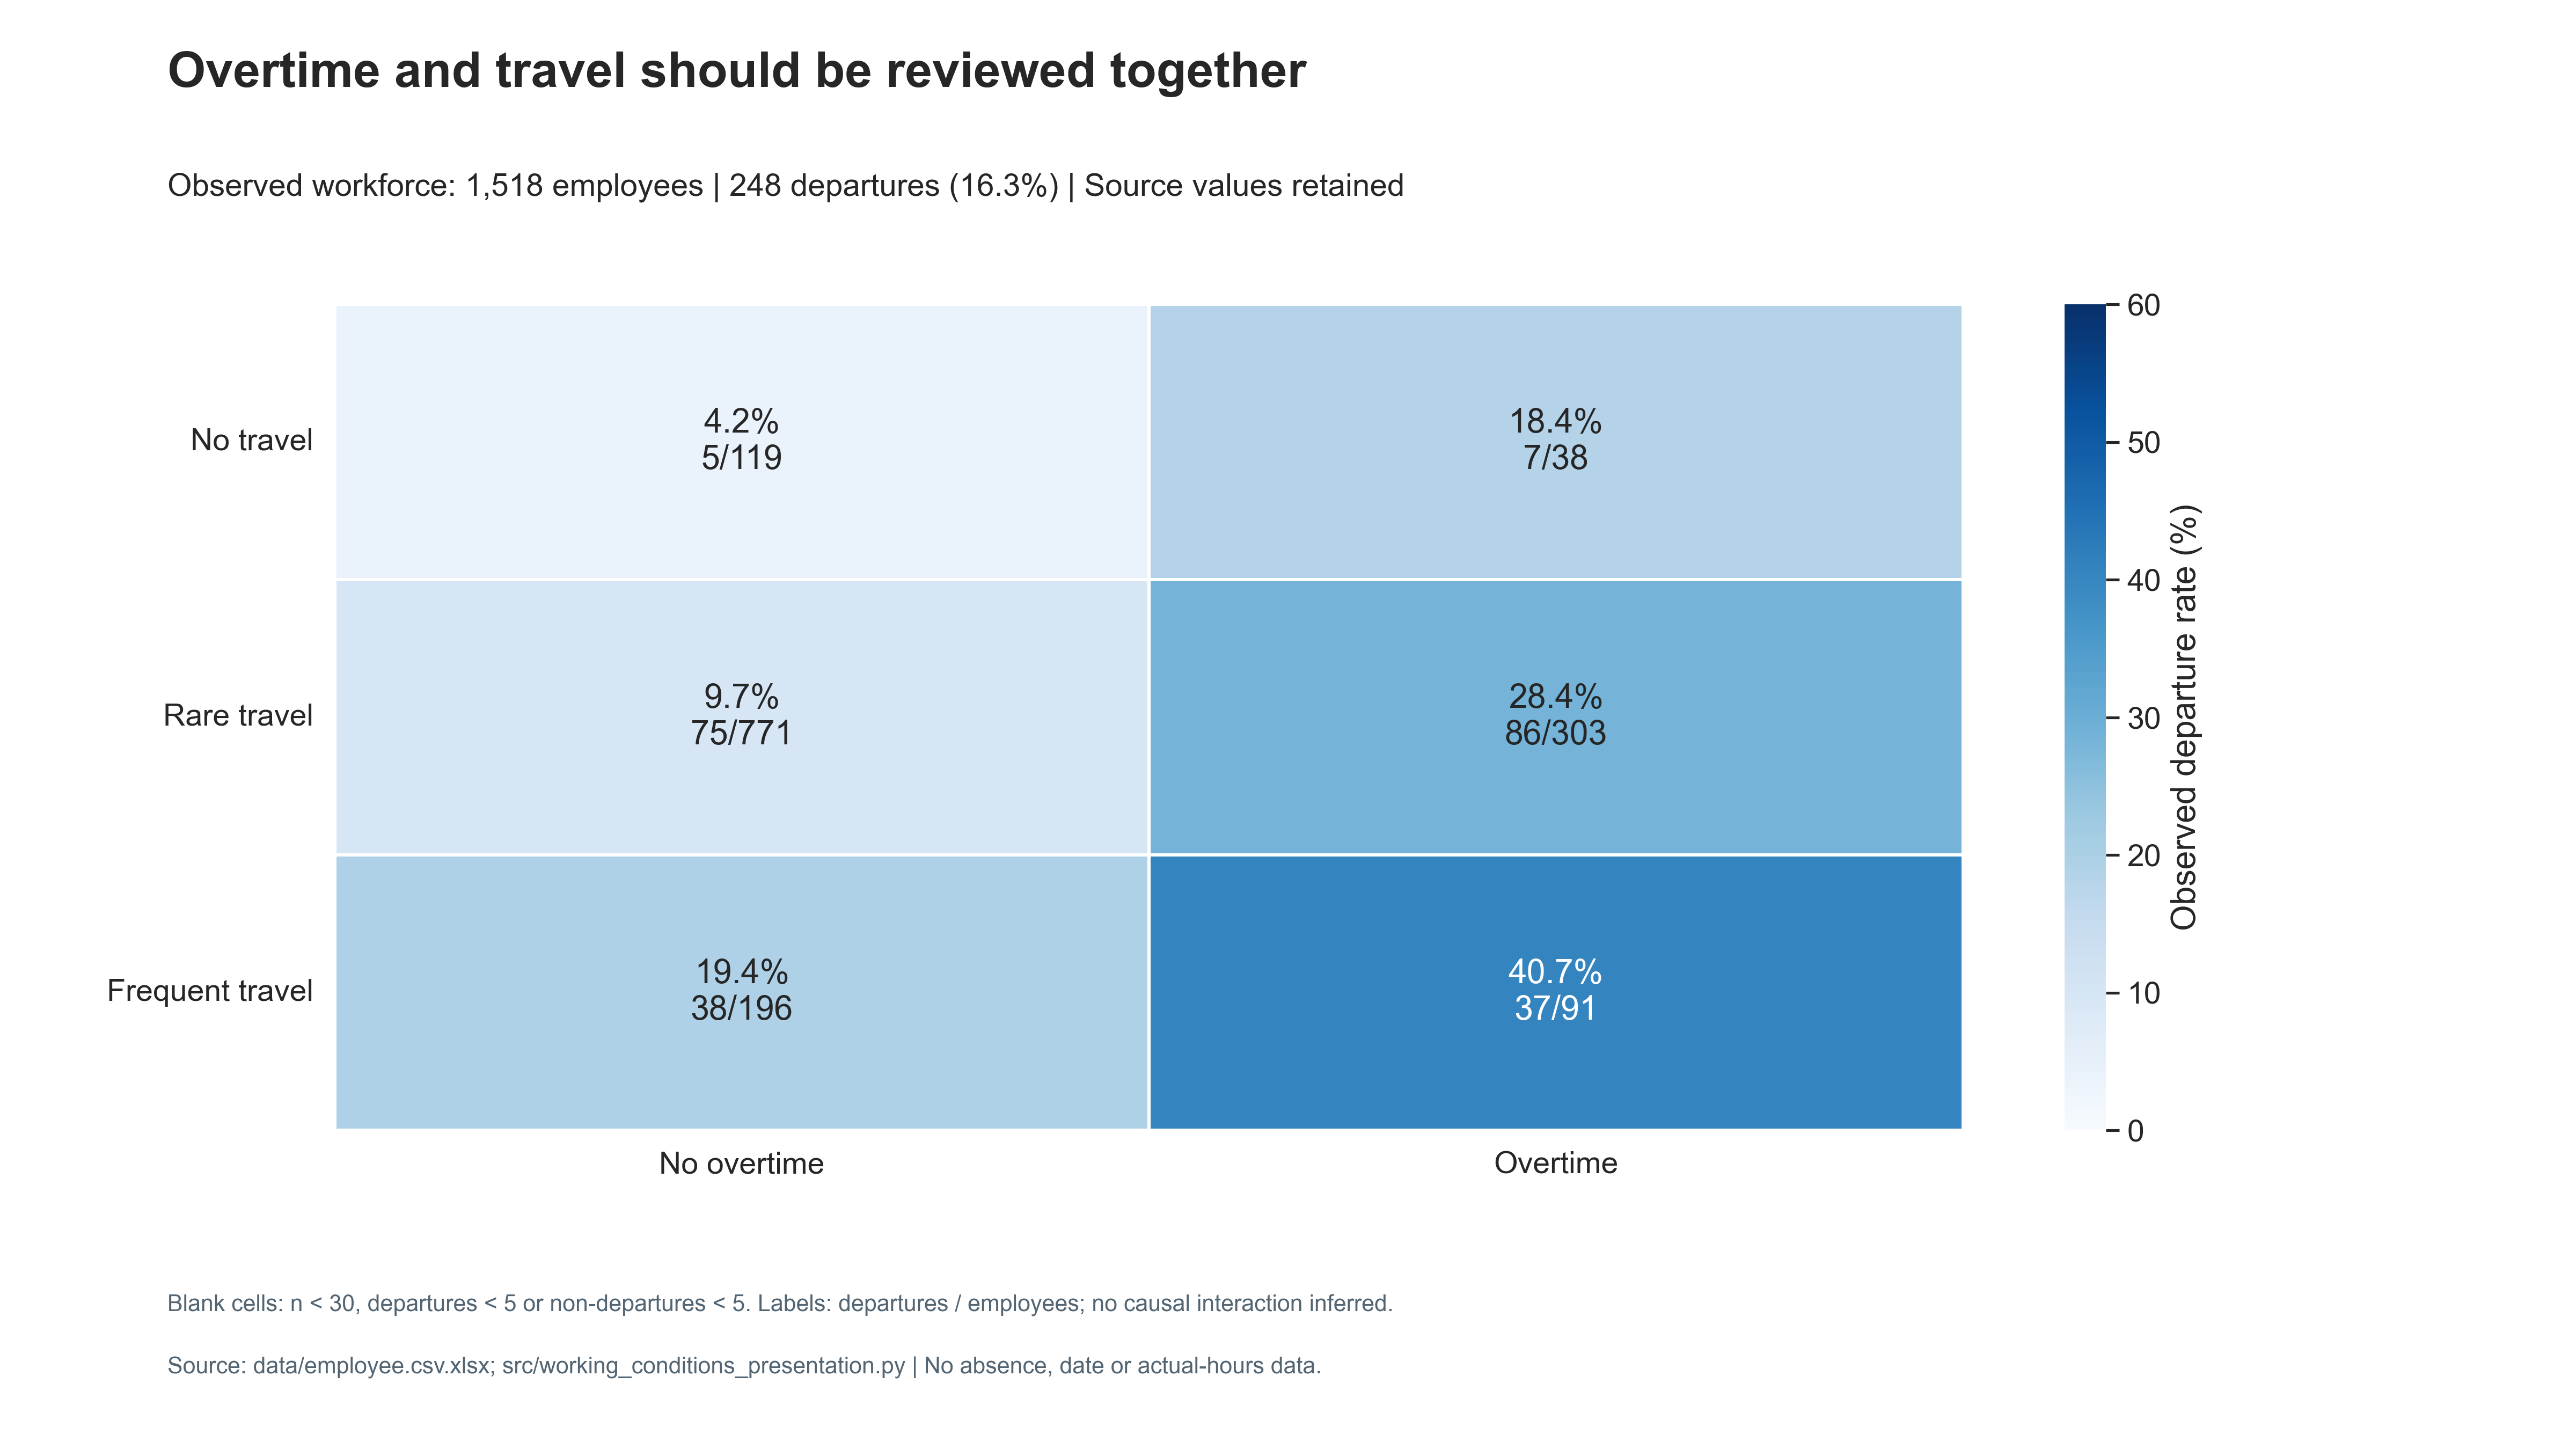 Overtime and travel should be reviewed together
Observed workforce: 1,518 employees | 248 departures (16.3%) | Source values retained
No travel
4.2%
5/119
18.4%
7/38
Rare travel
9.7%
75/771
28.4%
86/303
Frequent travel
19.4%
38/196
40.7%
37/91
No overtime
Overtime
60
50
40
30
20
10
0
Observed departure rate (%)
Blank cells: n < 30, departures < 5 or non-departures < 5. Labels: departures / employees; no causal interaction inferred.
Source: data/employee.csv.xlsx; src/working_conditions_presentation.py | No absence, date or actual-hours data.